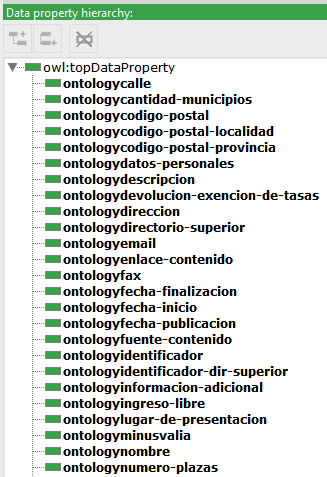 Data property hierarchy:
owl:topDataProperty
ontologycalle
ontologycantidad-municipios
ontologycodigo-postal
ontologycodigo-postal-localidad
ontologycodigo-postal-provincia
ontologydatos-personales
ontologydescripcion
ontologydevolucion-exencion-de-tasas
ontologydireccion
ontologydirectorio-superior
ontologyemail
ontologyenlace-contenido
ontologyfax
ontologyfecha-finalizacion
ontologyfecha-inicio
ontologyfecha-publicacion
ontologyfuente-contenido
ontologyidentificador
ontologyidentificador-dir-superior
ontologyinformacion-adicional
ontologyingreso-libre
ontologylugar-de-presentacion
ontologyminusvalia
ontologynombre
ontologynumero-plazas